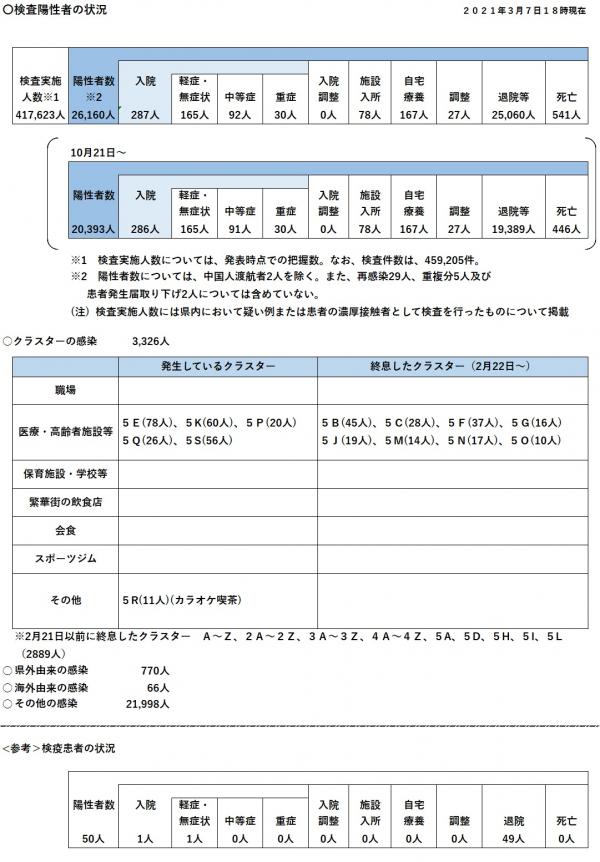 〇検査陽性者の状況 ２０２１年３月７日１８時現在
検査実施人数※1 陽性者数※2 入院 軽症・無症状 中等症 重症 入院調整 施設入所 自宅療養 調整 退院等 死亡
417,623人 26,160人 287人 165人 92人 30人 0人 78人 167人 27人 25,060人 541人
10月21日～
陽性者数 入院 軽症・無症状 中等症 重症 入院調整 施設入所 自宅療養 調整 退院等 死亡
20,393人 286人 165人 91人 30人 0人 78人 167人 27人 19,389人 446人
※1　検査実施人数については、発表時点での把握数。なお、検査件数は、459,205件。
※2　陽性者数については、中国人渡航者2人を除く。また、再感染29人、重複分5人及び
患者発生届取り下げ2人については含めていない。
(注)　検査実施人数には県内において疑い例または患者の濃厚接触者として検査を行ったものについて掲載
〇クラスターの感染 3,326人
発生しているクラスター 終息したクラスター（2月22日～）
職場
医療・高齢者施設等 ５Ｅ(78人)、５Ｋ(60人)、５Ｐ(20人) ５Ｂ(45人)、５Ｃ(28人)、５Ｆ(37人)、５Ｇ(16人)
５Ｑ(26人)、５Ｓ(56人) ５Ｊ(19人)、５Ｍ(14人)、５Ｎ(17人)、５Ｏ(10人)
保育施設・学校等
繁華街の飲食店
会食
スポーツジム
その他 ５Ｒ(11人)(カラオケ喫茶)
※2月21日以前に終息したクラスター　Ａ～Ｚ、２Ａ～２Ｚ、３Ａ～３Ｚ、４Ａ～４Ｚ、５Ａ、５Ｄ、５Ｈ、５Ｉ、５Ｌ
（2889人）
〇県外由来の感染 770人
〇海外由来の感染 66人
〇その他の感染 21,998人
<参考>検疫患者の状況
陽性者数 入院 軽症・無症状 中等症 重症 入院調整 施設入所 自宅療養 調整 退院 死亡
50人 1人 1人 0人 0人 0人 0人 0人 0人 49人 0人